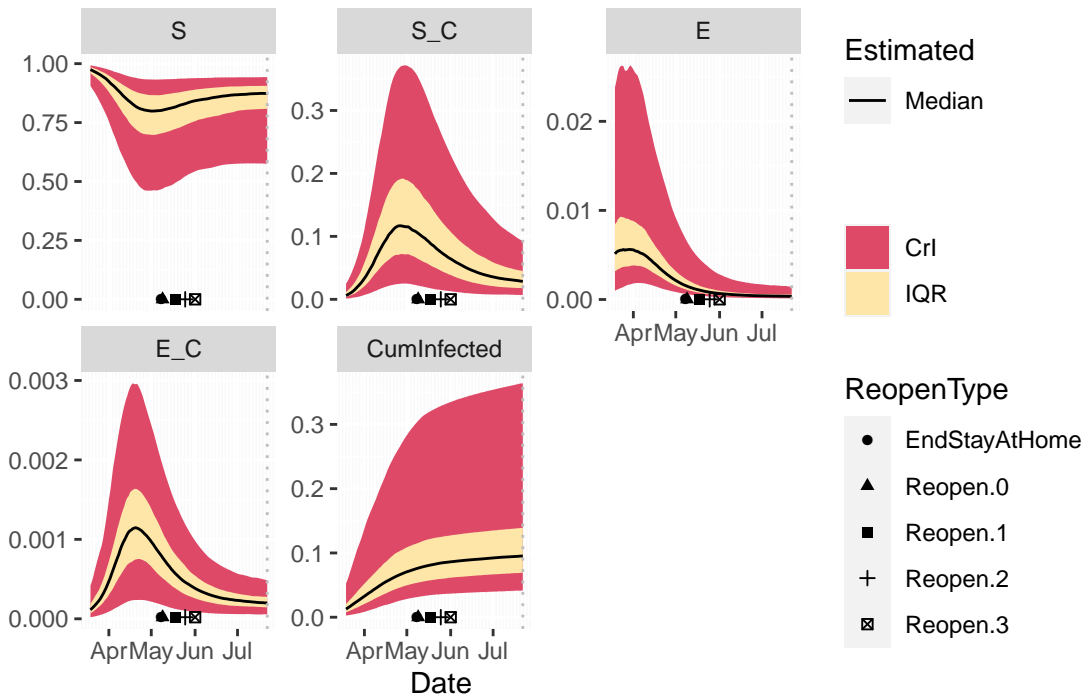 S
S_C
E
1.00
0.75
0.50
0.25
0.00
0.3
0.2
0.1
0.0
0.02
0.01
0.00
Apr May Jun Jul
E_C
CumInfected
0.003
0.002
0.001
0.000
Apr May Jun Jul
0.3
0.2
0.1
0.0
Apr May Jun Jul
Date
Estimated
Median
CrI
IQR
ReopenType
EndStayAtHome
Reopen.0
Reopen.1
Reopen.2
Reopen.3